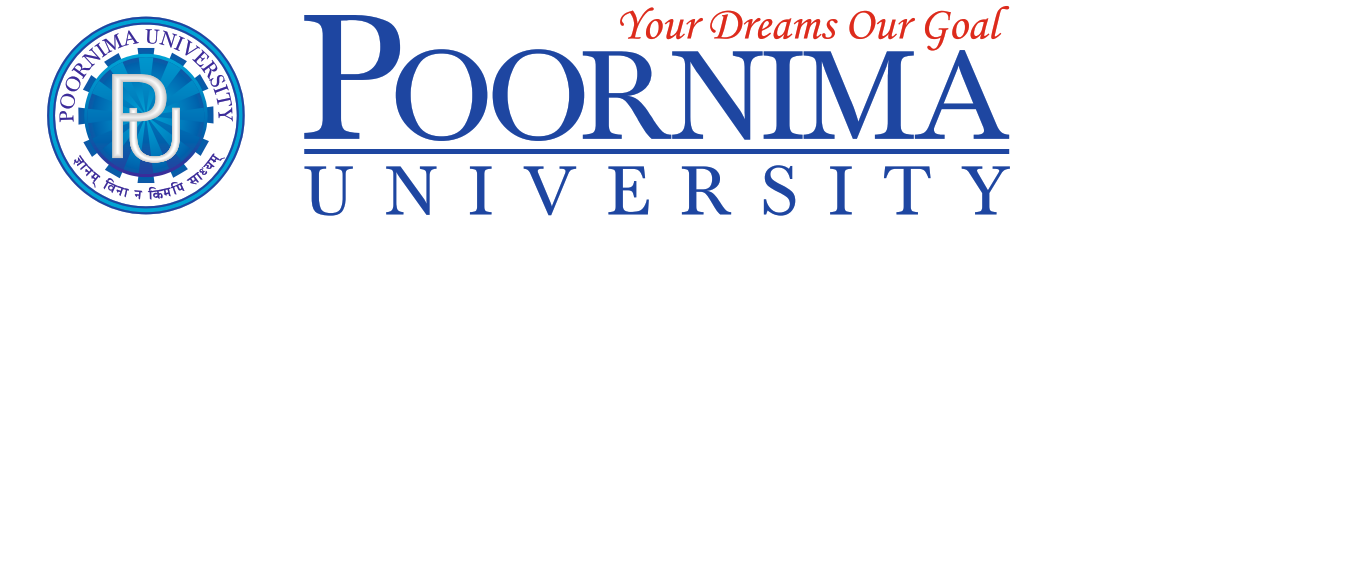 POORNIMA UNIVERSITY
PU
ज्ञानम् विना न किमपि साध्यम्
Your Dreams Our Goal
POORNIMA
UNIVERSITY